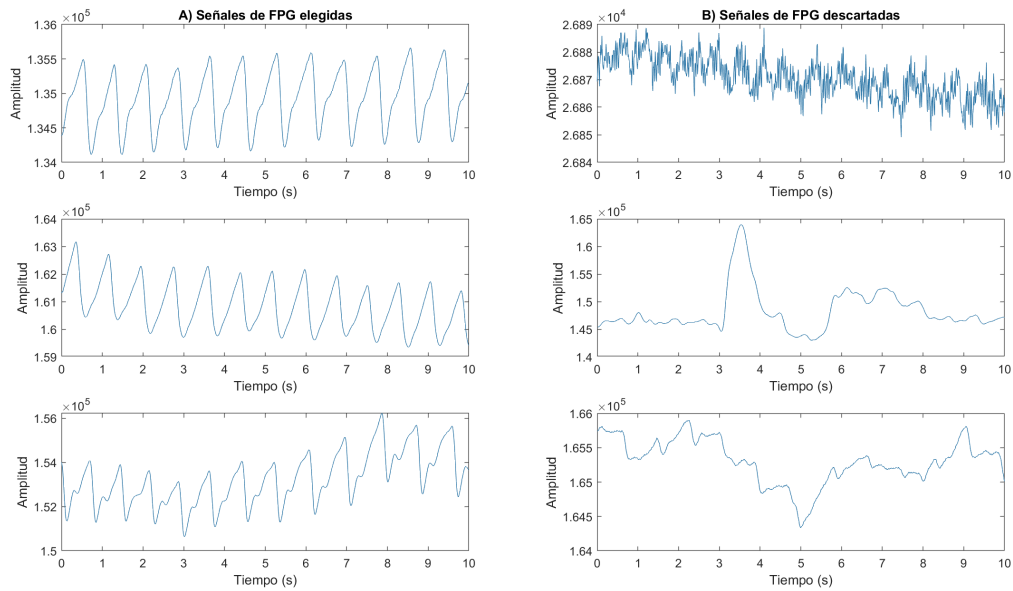 A) Señales de FPG elegidas
×10^5
1.36
1.355
1.35
1.345
1.34
Amplitud
0 1 2 3 4 5 6 7 8 9 10
Tiempo (s)
B) Señales de FPG descartadas
×10^4
2.689
2.688
2.687
2.686
2.685
2.684
Amplitud
0 1 2 3 4 5 6 7 8 9 10
Tiempo (s)
×10^5
1.64
1.63
1.62
1.61
1.6
1.59
Amplitud
0 1 2 3 4 5 6 7 8 9 10
Tiempo (s)
×10^5
1.65
1.6
1.55
1.5
1.45
1.4
Amplitud
0 1 2 3 4 5 6 7 8 9 10
Tiempo (s)
×10^5
1.56
1.54
1.52
1.5
Amplitud
0 1 2 3 4 5 6 7 8 9 10
Tiempo (s)
×10^5
1.66
1.655
1.65
1.645
1.64
Amplitud
0 1 2 3 4 5 6 7 8 9 10
Tiempo (s)